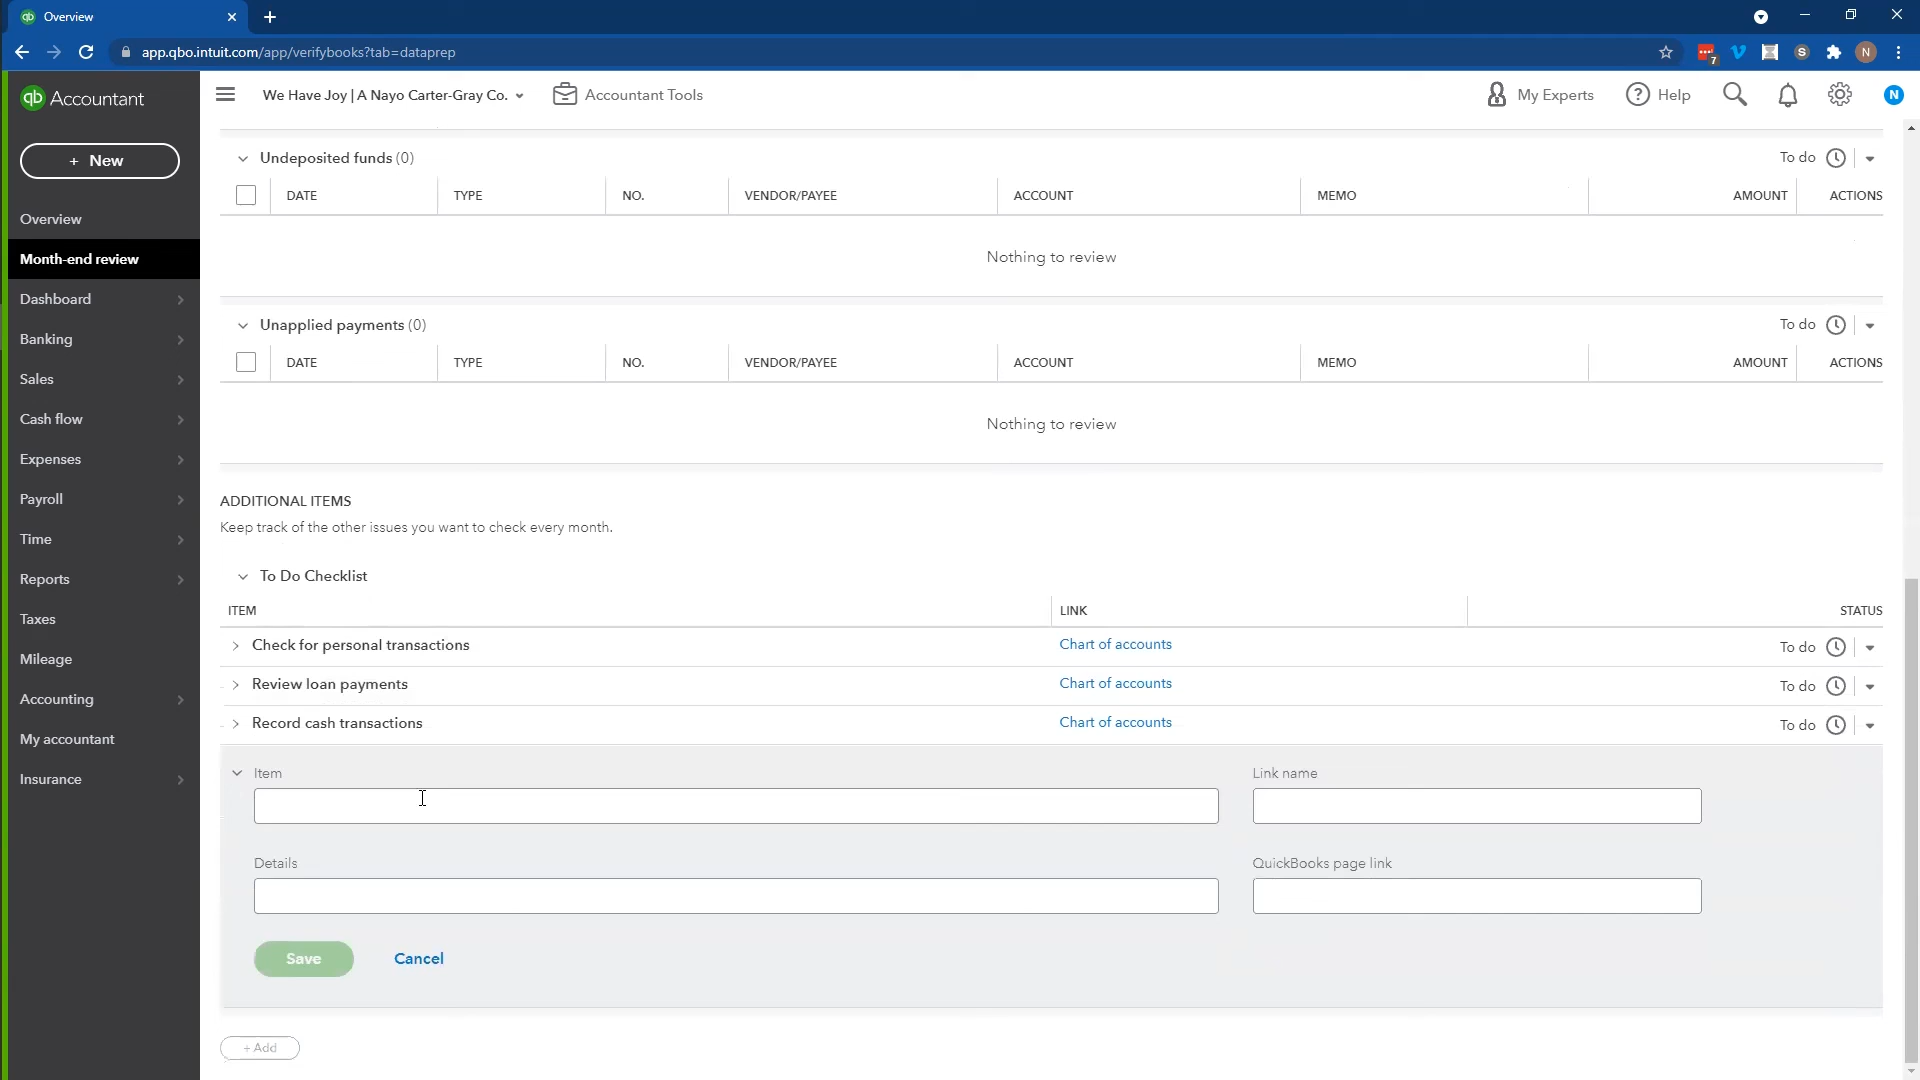 Overview
app.qbo.intuit.com/app/verifybooks?tab=dataprep
7
S
N
qb Accountant
We Have Joy | A Nayo Carter-Gray Co.
Accountant Tools
My Experts
? Help
N
+ New
Overview
Month-end review
Dashboard
Banking
Sales
Cash flow
Expenses
Payroll
Time
Reports
Taxes
Mileage
Accounting
My accountant
Insurance
Undeposited funds (0)
To do
DATE TYPE NO. VENDOR/PAYEE ACCOUNT MEMO AMOUNT ACTIONS
Nothing to review
Unapplied payments (0)
To do
DATE TYPE NO. VENDOR/PAYEE ACCOUNT MEMO AMOUNT ACTIONS
Nothing to review
ADDITIONAL ITEMS
Keep track of the other issues you want to check every month.
To Do Checklist
ITEM LINK STATUS
Check for personal transactions Chart of accounts To do
Review loan payments Chart of accounts To do
Record cash transactions Chart of accounts To do
Item Link name
Details QuickBooks page link
Save Cancel
+ Add